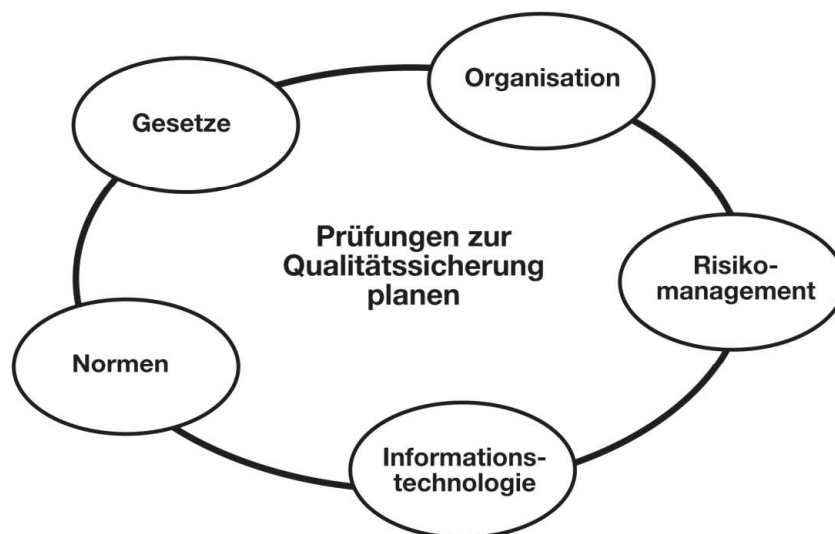 Organisation
Gesetze
Prüfungen zur
Qualitätssicherung
planen
Risiko-
management
Normen
Informations-
technologie